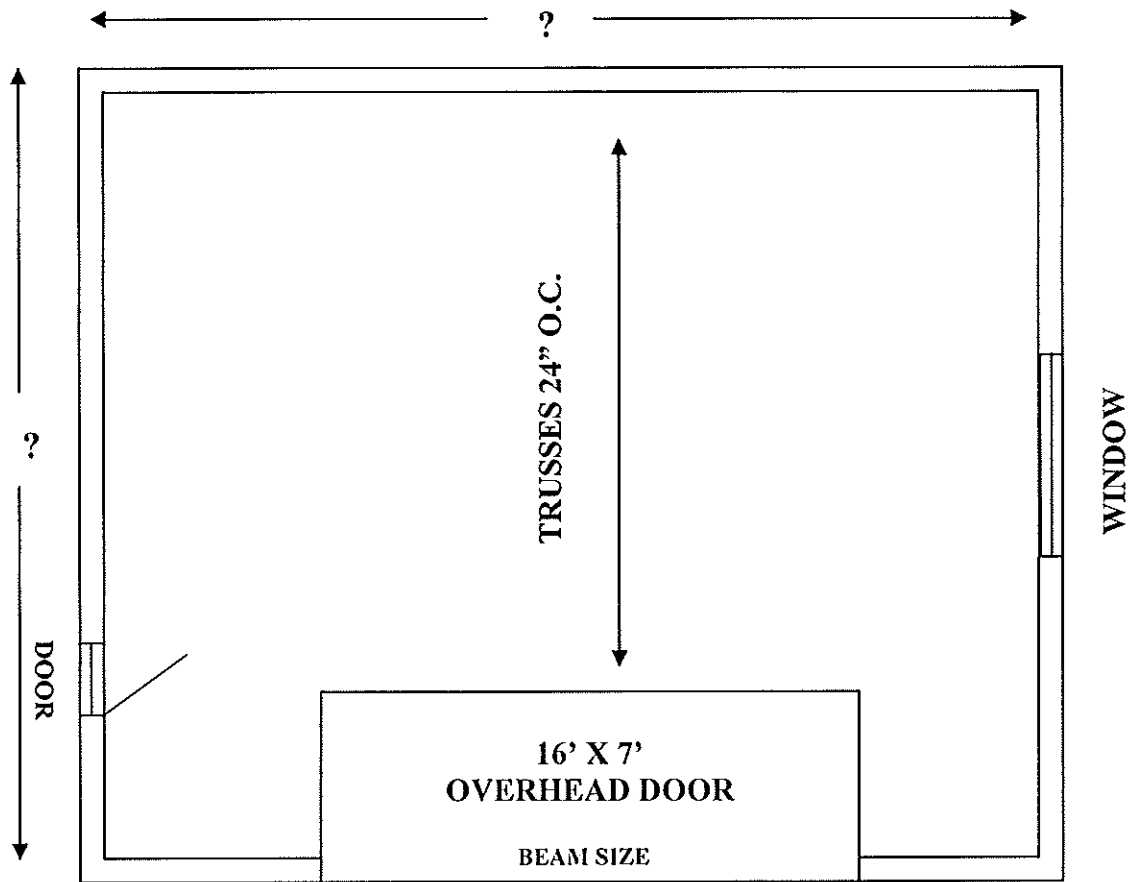 ?
?
TRUSSES 24” O.C.
WINDOW
DOOR
16’ X 7’
OVERHEAD DOOR
BEAM SIZE